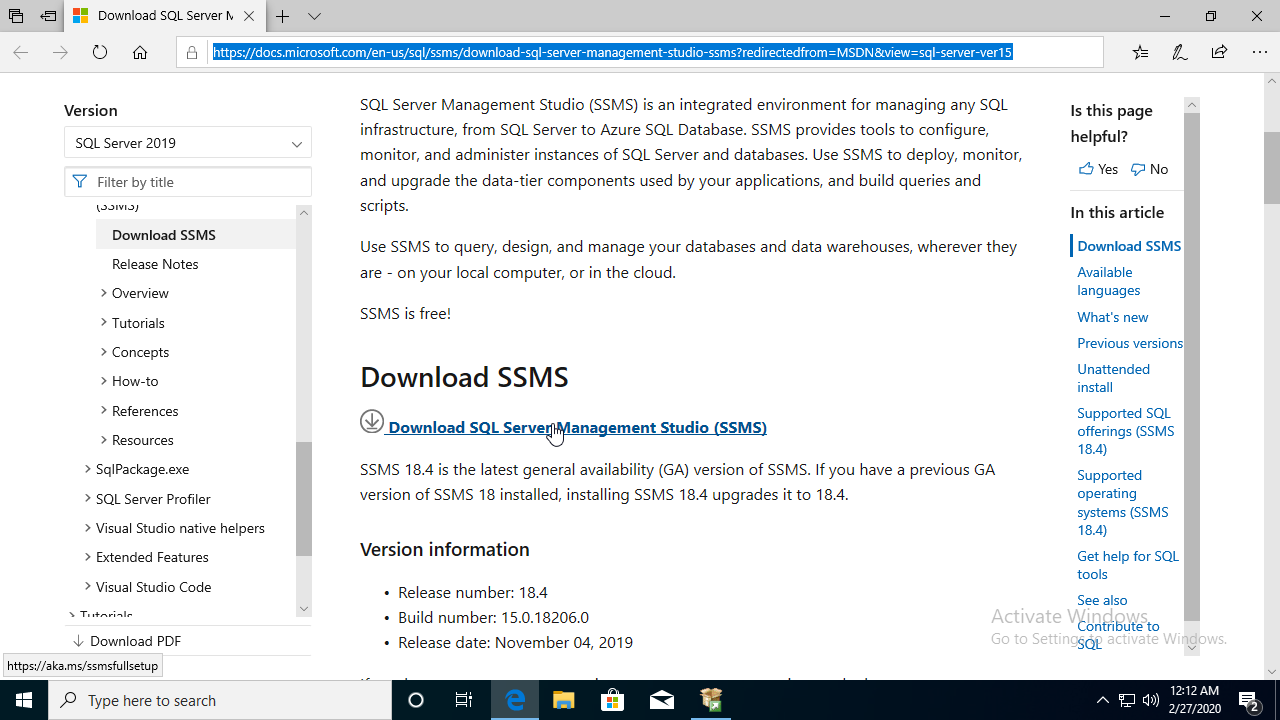 Download SQL Server M
https://docs.microsoft.com/en-us/sql/ssms/download-sql-server-management-studio-ssms?redirectedfrom=MSDN&view=sql-server-ver15
Version
SQL Server 2019
Filter by title
(SSMS)
Download SSMS
Release Notes
Overview
Tutorials
Concepts
How-to
References
Resources
SqlPackage.exe
SQL Server Profiler
Visual Studio native helpers
Extended Features
Visual Studio Code
Tutorials
Download PDF
https://aka.ms/ssmsfullsetup
SQL Server Management Studio (SSMS) is an integrated environment for managing any SQL
infrastructure, from SQL Server to Azure SQL Database. SSMS provides tools to configure,
monitor, and administer instances of SQL Server and databases. Use SSMS to deploy, monitor,
and upgrade the data-tier components used by your applications, and build queries and
scripts.
Use SSMS to query, design, and manage your databases and data warehouses, wherever they
are - on your local computer, or in the cloud.
SSMS is free!
Download SSMS
Download SQL Server Management Studio (SSMS)
SSMS 18.4 is the latest general availability (GA) version of SSMS. If you have a previous GA
version of SSMS 18 installed, installing SSMS 18.4 upgrades it to 18.4.
Version information
• Release number: 18.4
• Build number: 15.0.18206.0
• Release date: November 04, 2019
Is this page
helpful?
Yes No
In this article
Download SSMS
Available
languages
What's new
Previous versions
Unattended
install
Supported SQL
offerings (SSMS
18.4)
Supported
operating
systems (SSMS
18.4)
Get help for SQL
tools
See also
Contribute to
SQL
Activate Windows
Go to Settings to activate Windows.
Type here to search
12:12 AM
2/27/2020
2